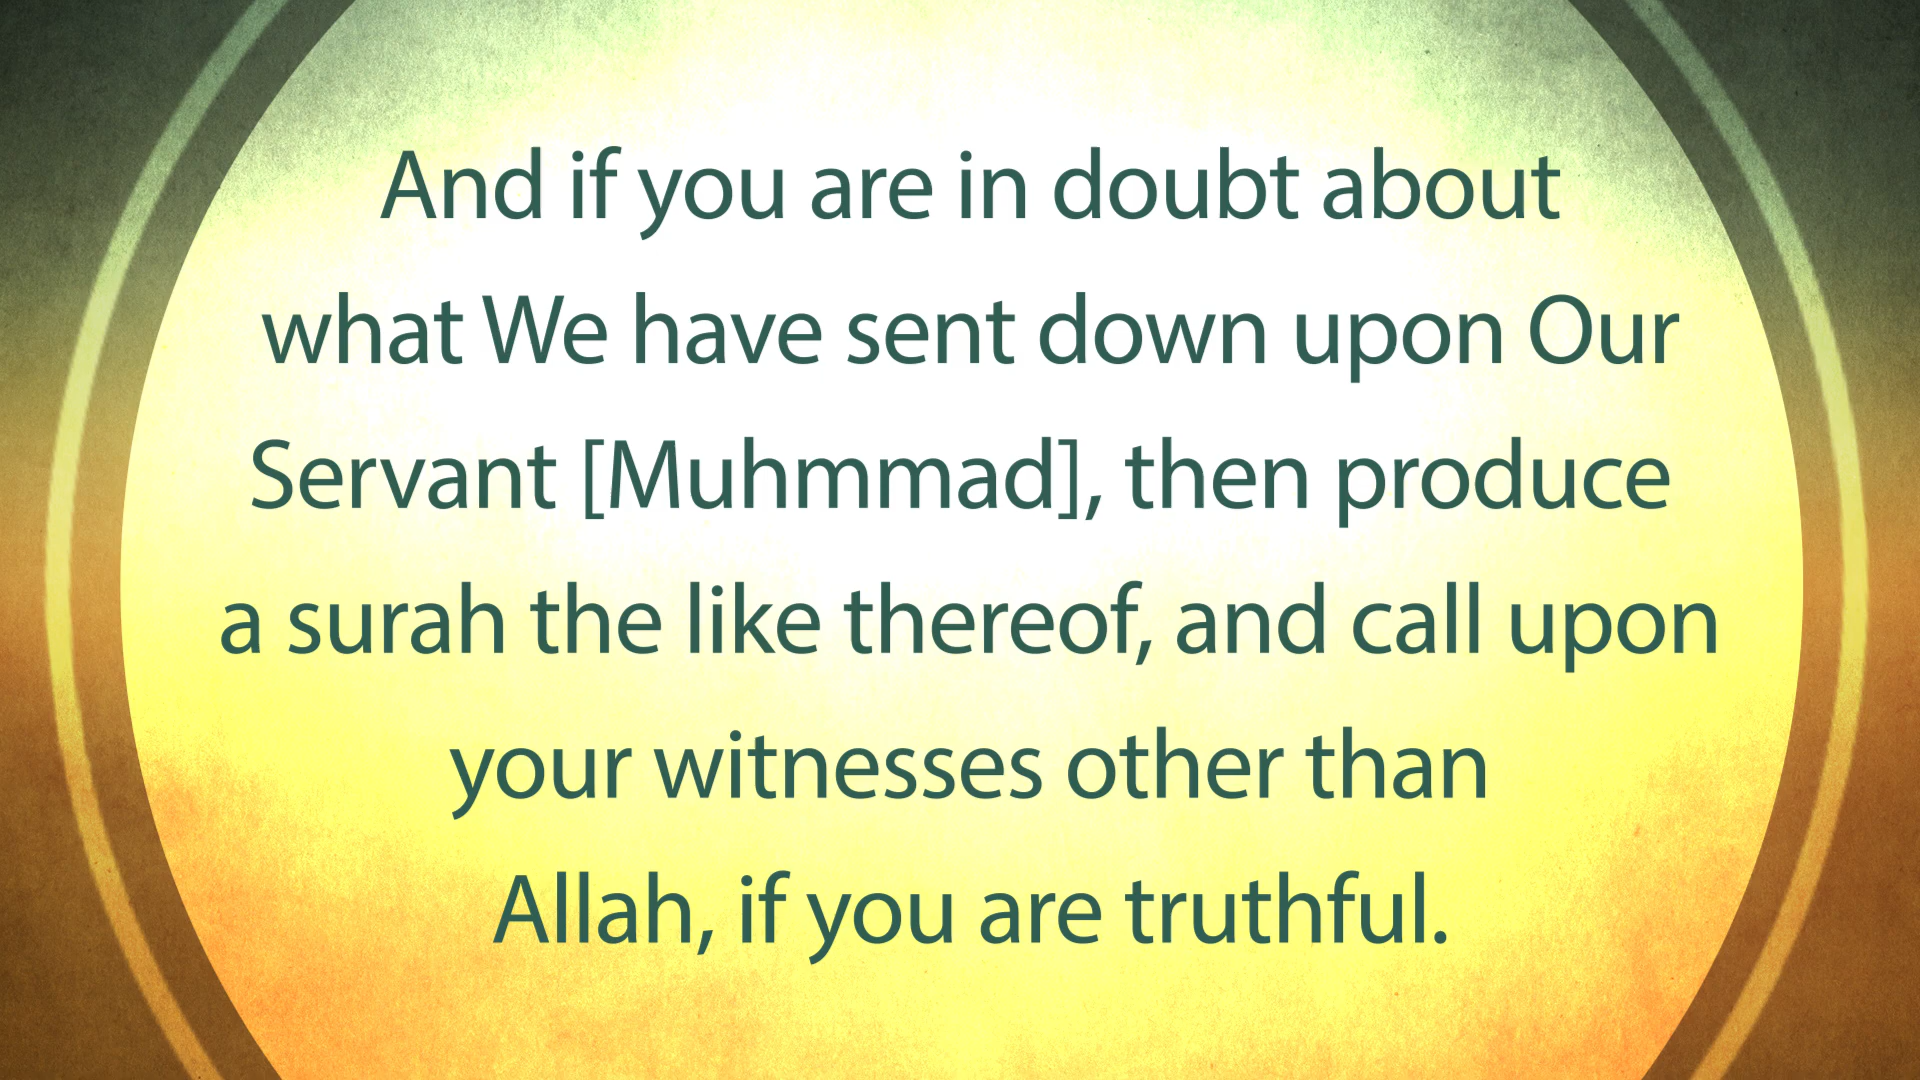 And if you are in doubt about
what We have sent down upon Our
Servant [Muhmmad], then produce
a surah the like thereof, and call upon
your witnesses other than
Allah, if you are truthful.